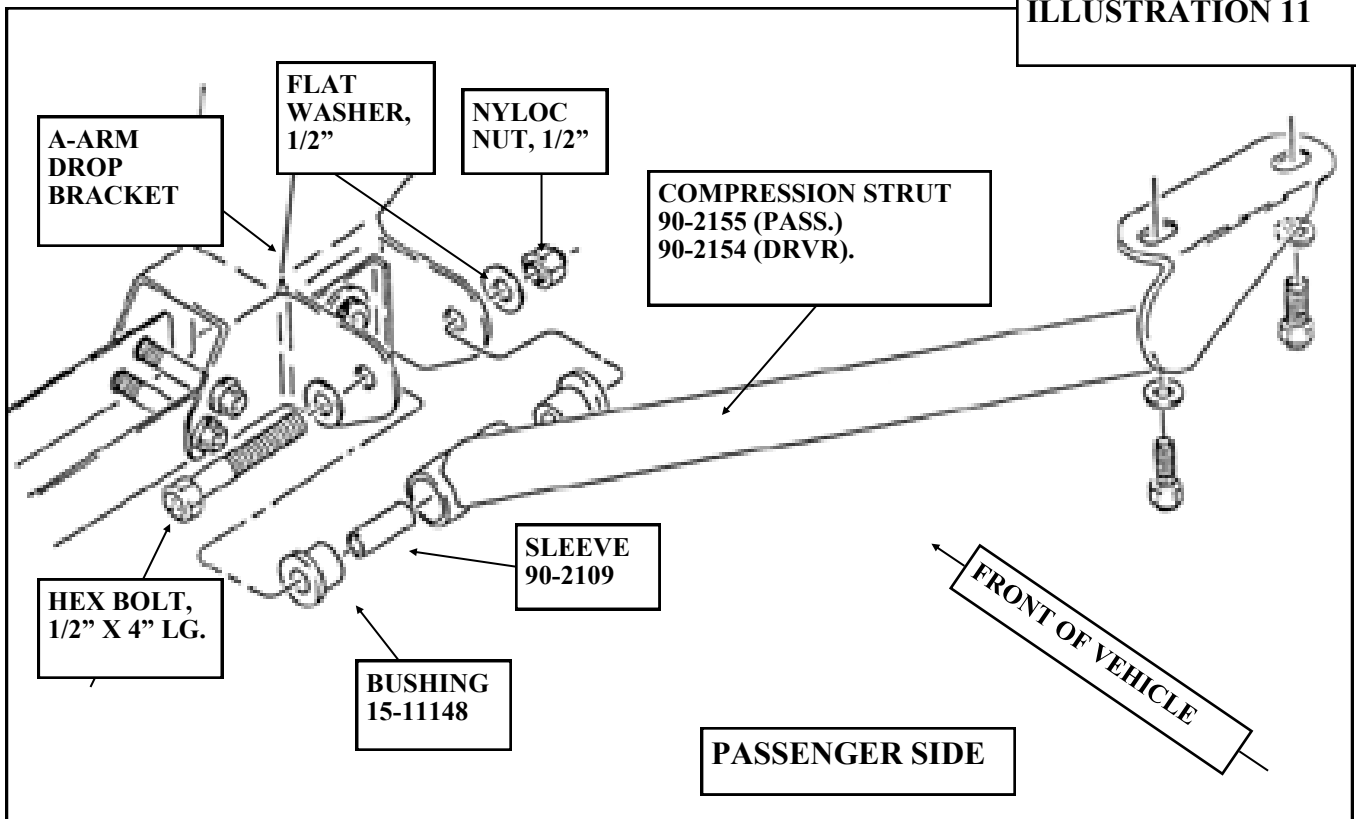 ILLUSTRATION 11
FLAT
WASHER,
1/2”
NYLOC
NUT, 1/2”
A-ARM
DROP
BRACKET
COMPRESSION STRUT
90-2155 (PASS.)
90-2154 (DRVR).
SLEEVE
90-2109
HEX BOLT,
1/2” X 4” LG.
BUSHING
15-11148
FRONT OF VEHICLE
PASSENGER SIDE